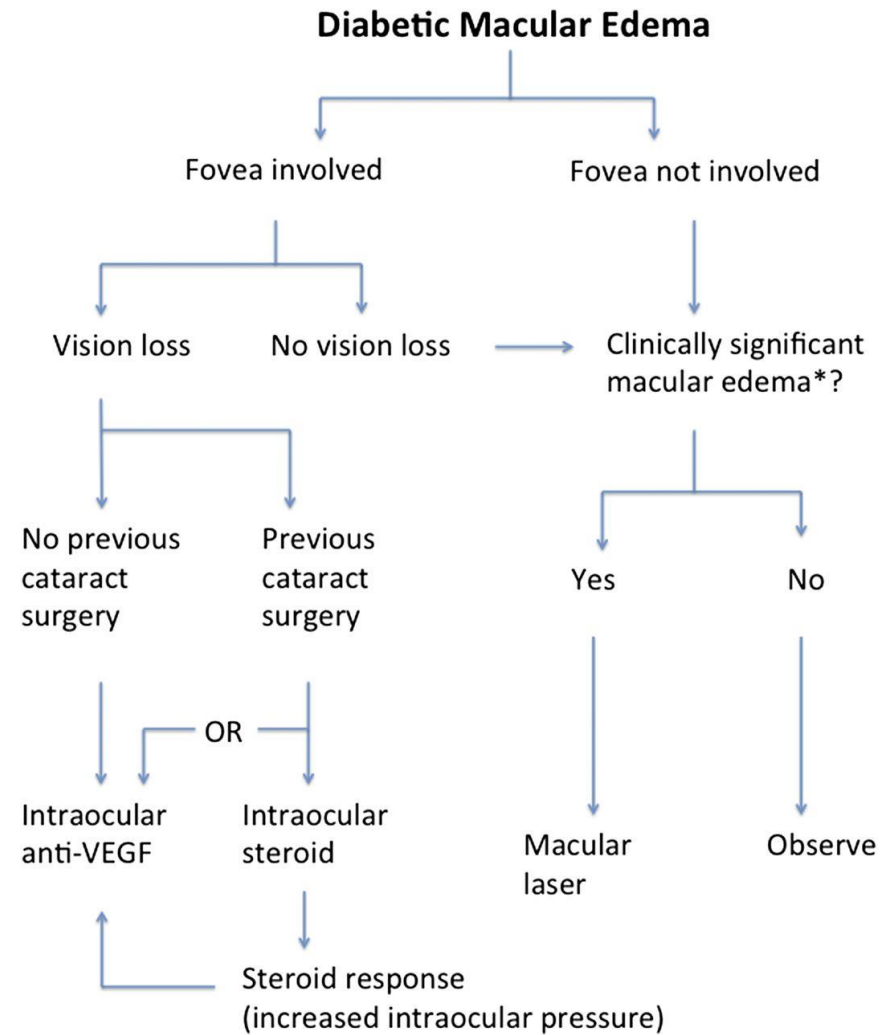 Diabetic Macular Edema
Fovea involved
Fovea not involved
Vision loss
No vision loss
Clinically significant
macular edema*?
No previous
cataract
surgery
Previous
cataract
surgery
Yes
No
OR
Intraocular
anti-VEGF
Intraocular
steroid
Macular
laser
Observe
Steroid response
(increased intraocular pressure)